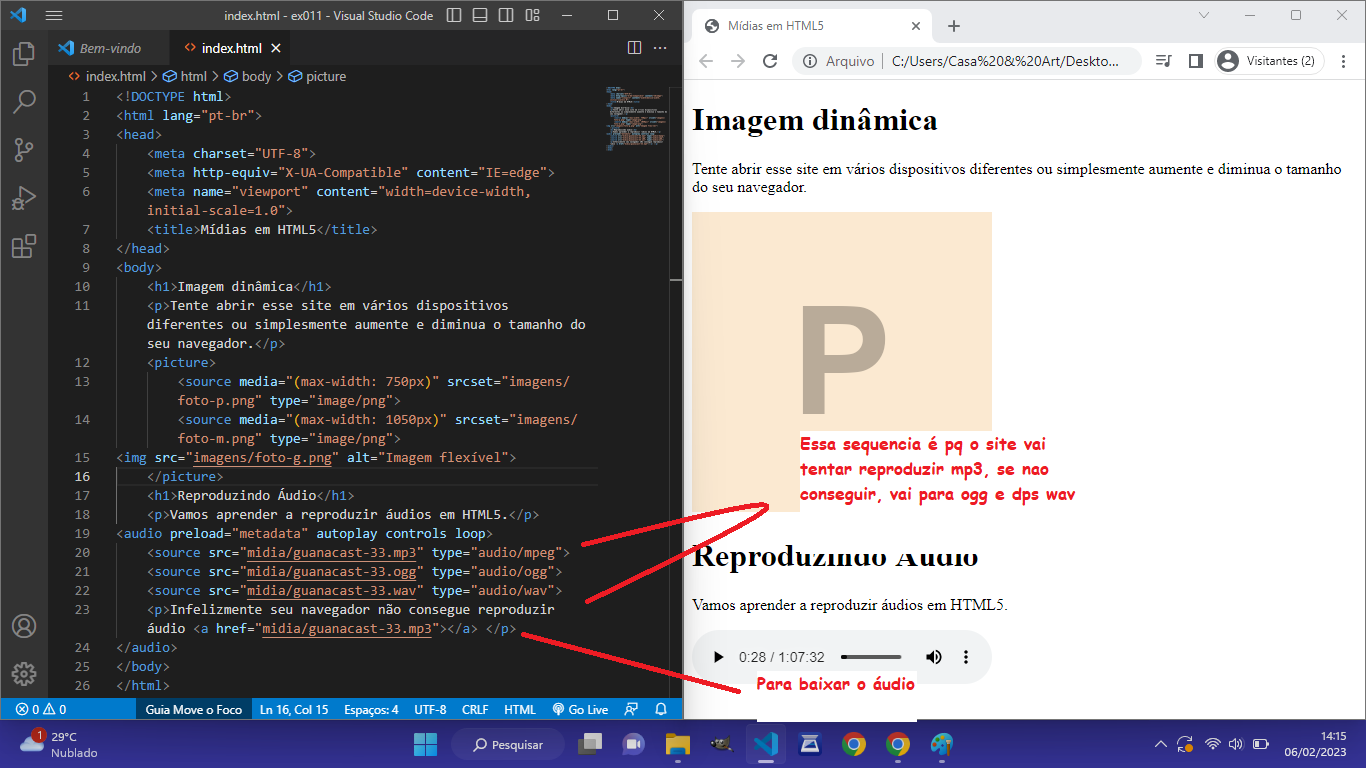 index.html - ex011 - Visual Studio Code
Bem-vindo
index.html
index.html > html > body > picture
1 <!DOCTYPE html>
2 <html lang="pt-br">
3 <head>
4 <meta charset="UTF-8">
5 <meta http-equiv="X-UA-Compatible" content="IE=edge">
6 <meta name="viewport" content="width=device-width,
initial-scale=1.0">
7 <title>Mídias em HTML5</title>
8 </head>
9 <body>
10 <h1>Imagem dinâmica</h1>
11 <p>Tente abrir esse site em vários dispositivos
diferentes ou simplesmente aumente e diminua o tamanho do
seu navegador.</p>
12 <picture>
13 <source media="(max-width: 750px)" srcset="imagens/
foto-p.png" type="image/png">
14 <source media="(max-width: 1050px)" srcset="imagens/
foto-m.png" type="image/png">
15 <img src="imagens/foto-g.png" alt="Imagem flexível">
16 </picture>
17 <h1>Reproduzindo Áudio</h1>
18 <p>Vamos aprender a reproduzir áudios em HTML5.</p>
19 <audio preload="metadata" autoplay controls loop>
20 <source src="midia/guanacast-33.mp3" type="audio/mpeg">
21 <source src="midia/guanacast-33.ogg" type="audio/ogg">
22 <source src="midia/guanacast-33.wav" type="audio/wav">
23 <p>Infelizmente seu navegador não consegue reproduzir
áudio <a href="midia/guanacast-33.mp3"></a> </p>
24 </audio>
25 </body>
26 </html>
0 0 Guia Move o Foco Ln 16, Col 15 Espaços: 4 UTF-8 CRLF HTML Go Live
Mídias em HTML5
Arquivo | C:/Users/Casa%20&%20Art/Deskto... Visitantes (2)
Imagem dinâmica
Tente abrir esse site em vários dispositivos diferentes ou simplesmente aumente e diminua o tamanho
do seu navegador.
P
Essa sequencia é pq o site vai
tentar reproduzir mp3, se nao
conseguir, vai para ogg e dps wav
Reproduzindo Áudio
Vamos aprender a reproduzir áudios em HTML5.
0:28 / 1:07:32
Para baixar o áudio
1
29°C
Nublado
Pesquisar
14:15
06/02/2023